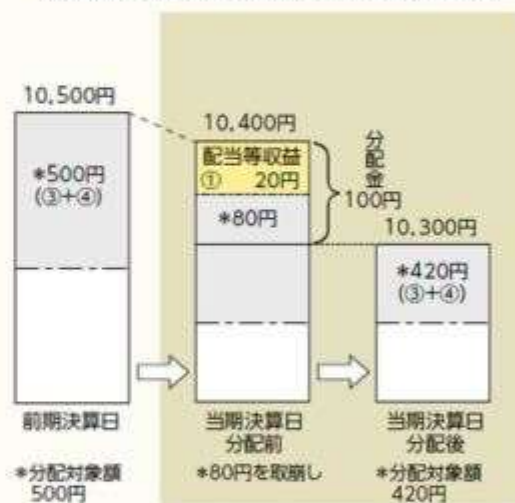 10,500円
*500円
(③+④)
前期決算日
*分配対象額
500円
10,400円
配当等収益
① 20円
*80円
分配金
100円
当期決算日
分配前
*80円を取崩し
10,300円
*420円
(③+④)
当期決算日
分配後
*分配対象額
420円